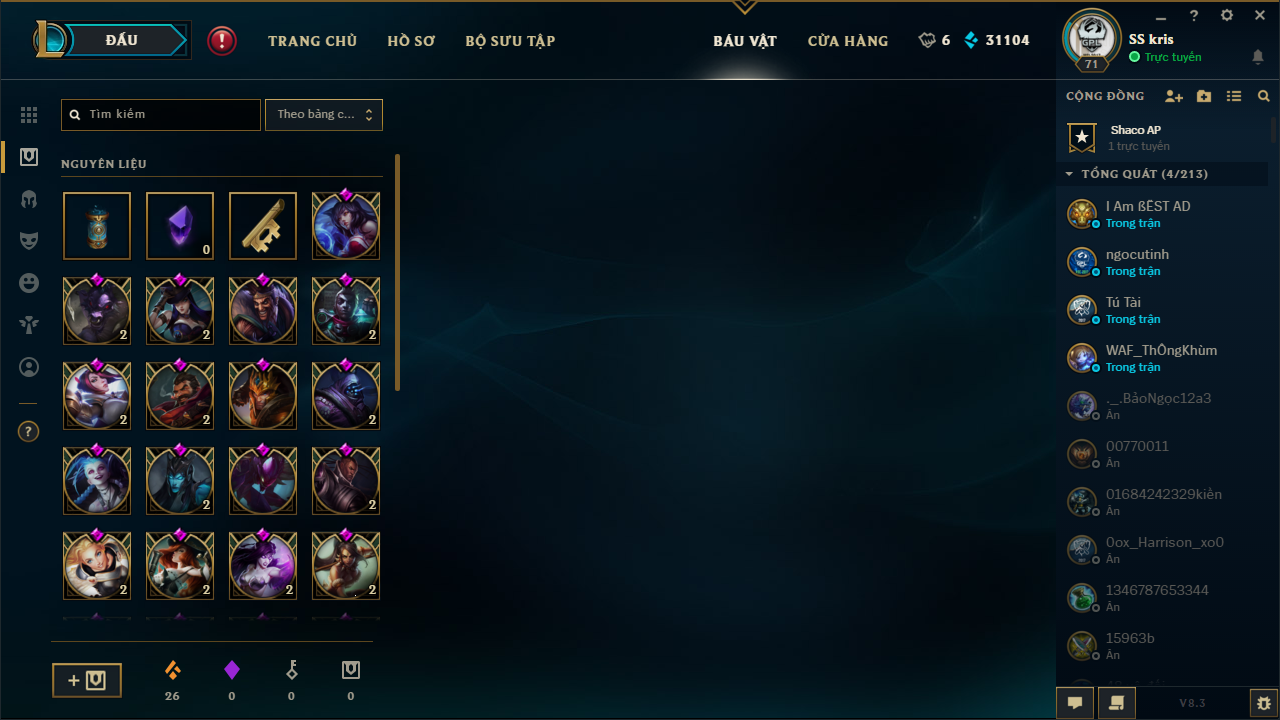 ĐẤU
TRANG CHỦ
HỒ SƠ
BỘ SƯU TẬP
BÁU VẬT
CỬA HÀNG
6
31104
GPL
71
SS kris
Trực tuyến
Tìm kiếm
Theo bảng c...
NGUYÊN LIỆU
0
2
2
2
2
2
2
2
2
2
2
2
2
2
2
26
0
0
0
CỘNG ĐỒNG
Shaco AP
1 trực tuyến
TỔNG QUÁT (4/213)
I Am ßËST AD
Trong trận
ngocutinh
Trong trận
Tú Tài
Trong trận
WAF_ThÔngKhùm
Trong trận
._.BảoNgọc12a3
Ẩn
00770011
Ẩn
01684242329kiền
Ẩn
0ox_Harrison_xo0
Ẩn
1346787653344
Ẩn
15963b
Ẩn
V8.3